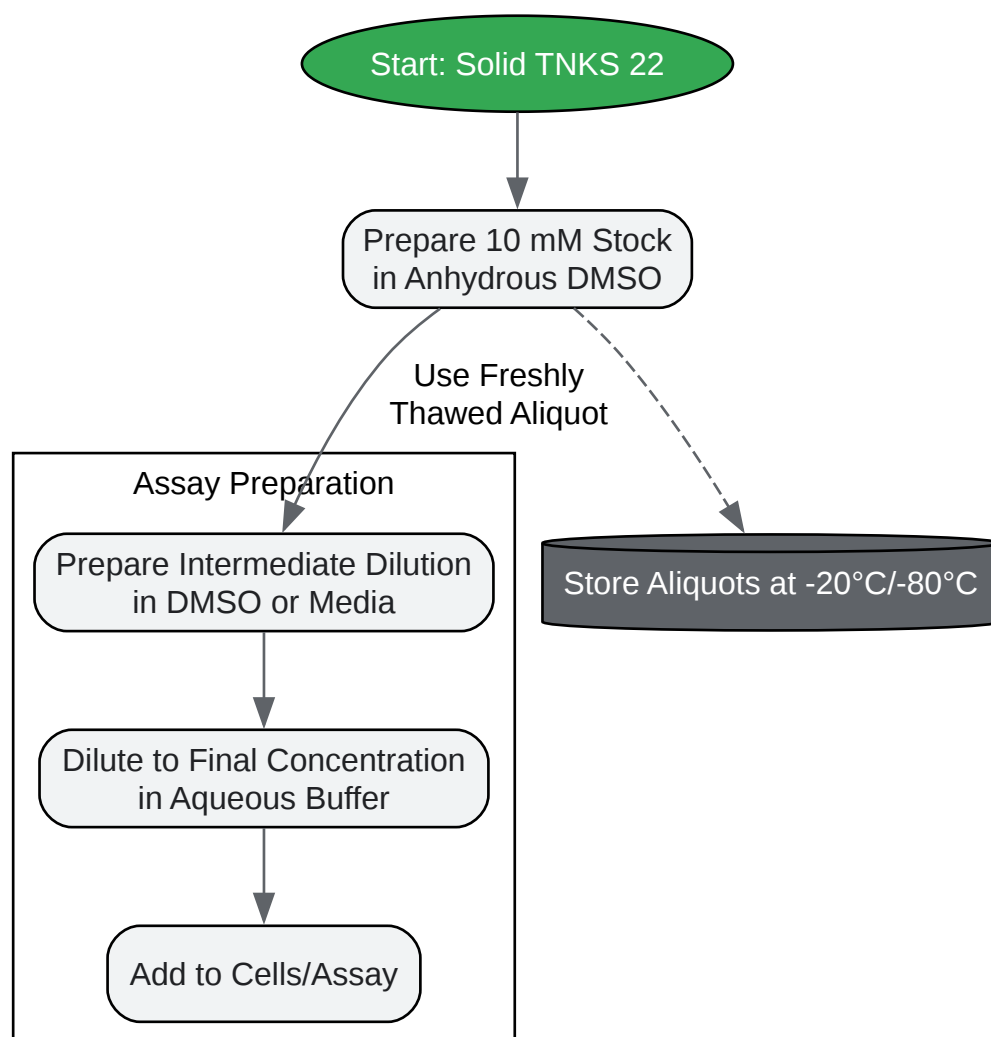 Start: Solid TNKS 22
Prepare 10 mM Stock
in Anhydrous DMSO
Use Freshly
Thawed Aliquot
Assay Preparation
Prepare Intermediate Dilution
in DMSO or Media
Store Aliquots at -20°C/-80°C
Dilute to Final Concentration
in Aqueous Buffer
Add to Cells/Assay